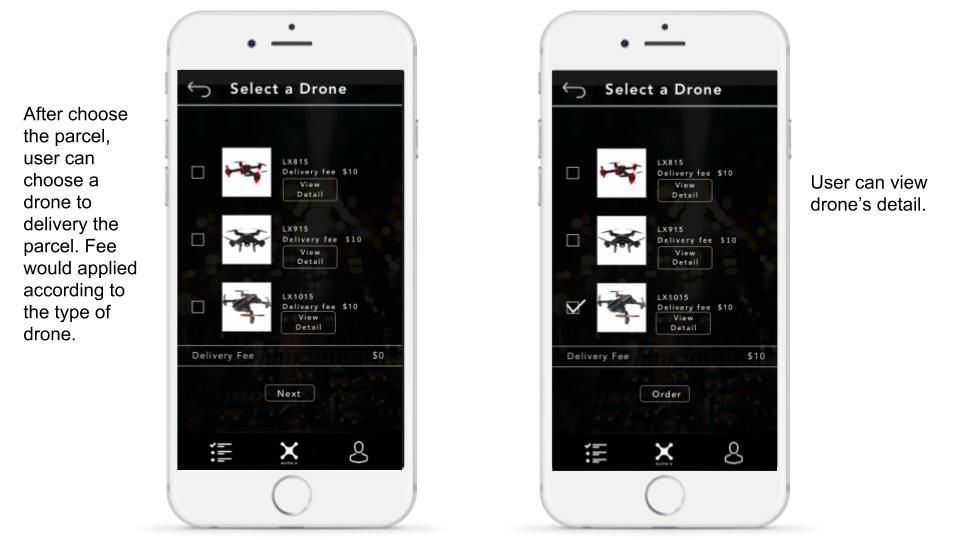 After choose
the parcel,
user can
choose a
drone to
delivery the
parcel. Fee
would applied
according to
the type of
drone.
Select a Drone
LX815
Delivery fee $10
View
Detail
LX915
Delivery fee $10
View
Detail
LX1015
Delivery fee $10
View
Detail
Delivery Fee $0
Next
AUTO V
Select a Drone
LX815
Delivery fee $10
View
Detail
LX915
Delivery fee $10
View
Detail
LX1015
Delivery fee $10
View
Detail
Delivery Fee $10
Order
AUTO V
User can view
drone’s detail.